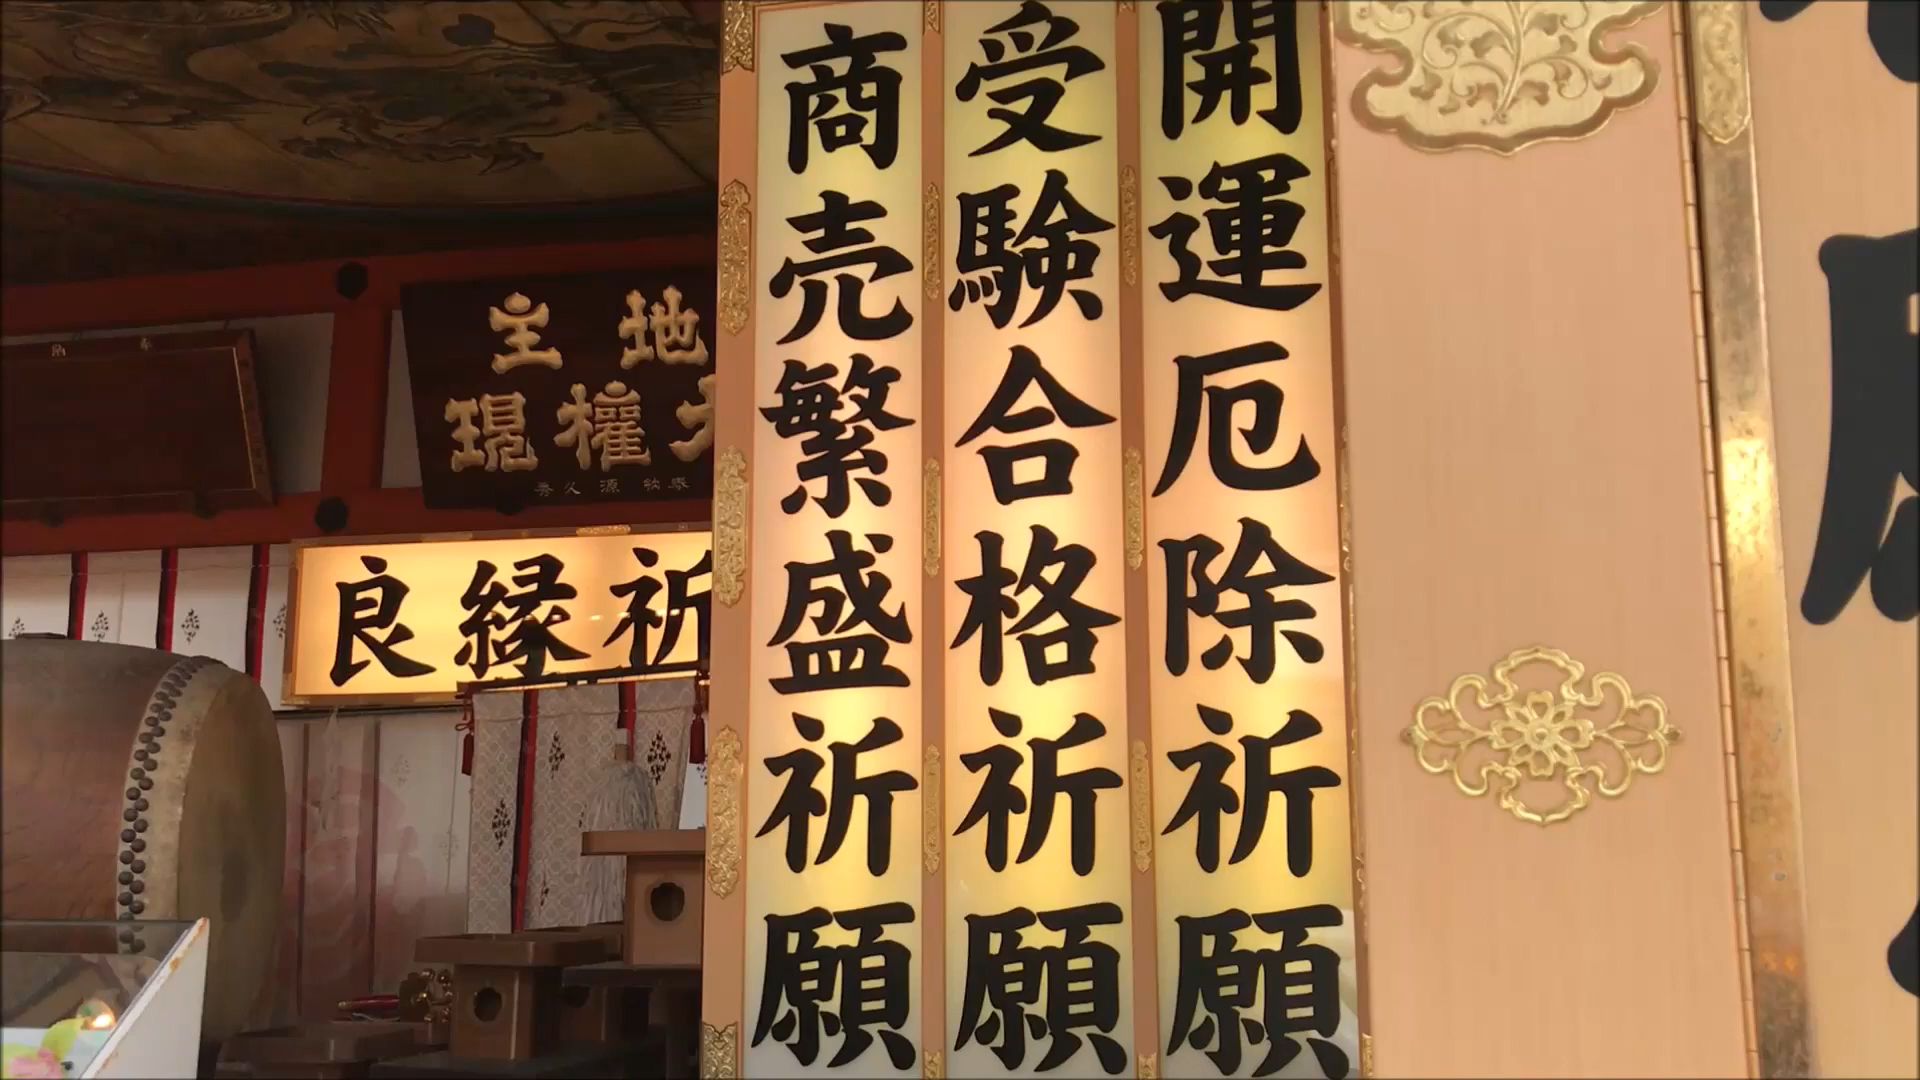 開運厄除祈願
受験合格祈願
商売繁盛祈願
地主
権現
良縁祈